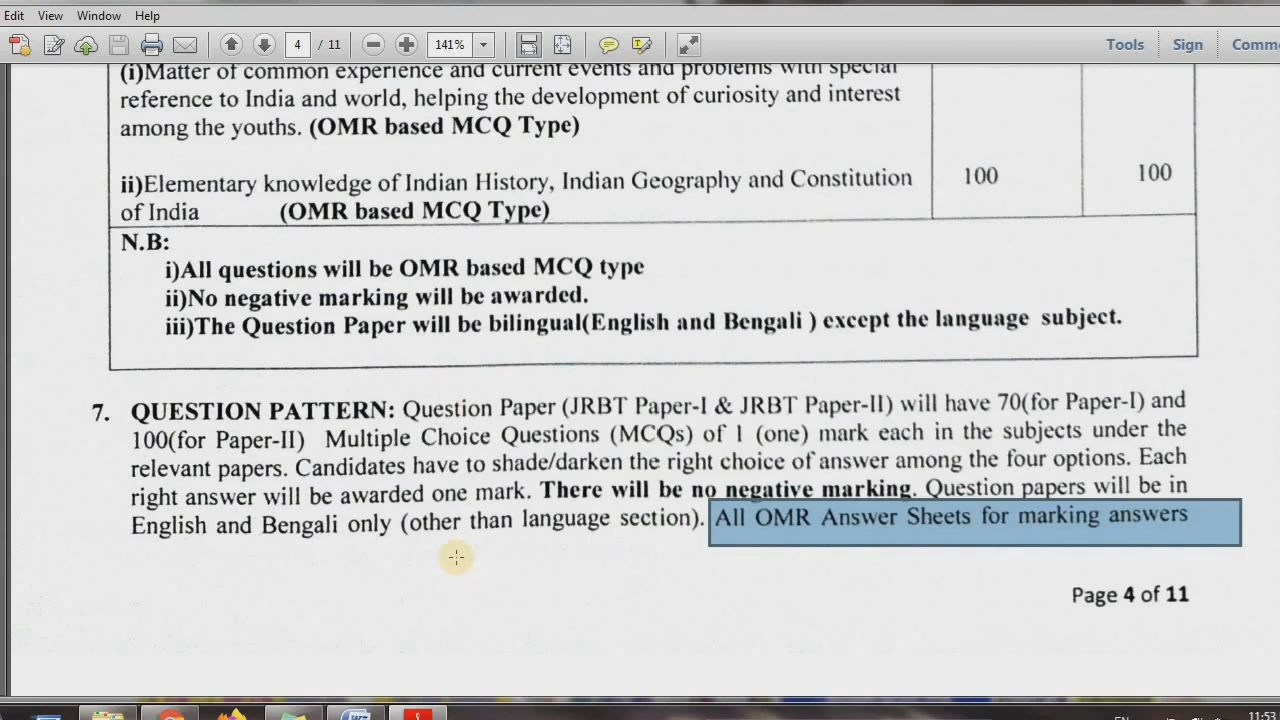 Edit View Window Help
4 / 11 141% Tools Sign Comme
(i)Matter of common experience and current events and problems with special
reference to India and world, helping the development of curiosity and interest
among the youths. (OMR based MCQ Type)
ii)Elementary knowledge of Indian History, Indian Geography and Constitution 100 100
of India (OMR based MCQ Type)
N.B:
i)All questions will be OMR based MCQ type
ii)No negative marking will be awarded.
iii)The Question Paper will be bilingual(English and Bengali ) except the language subject.
7. QUESTION PATTERN: Question Paper (JRBT Paper-I & JRBT Paper-II) will have 70(for Paper-I) and
100(for Paper-II) Multiple Choice Questions (MCQs) of 1 (one) mark each in the subjects under the
relevant papers. Candidates have to shade/darken the right choice of answer among the four options. Each
right answer will be awarded one mark. There will be no negative marking. Question papers will be in
English and Bengali only (other than language section). All OMR Answer Sheets for marking answers
Page 4 of 11
11:53